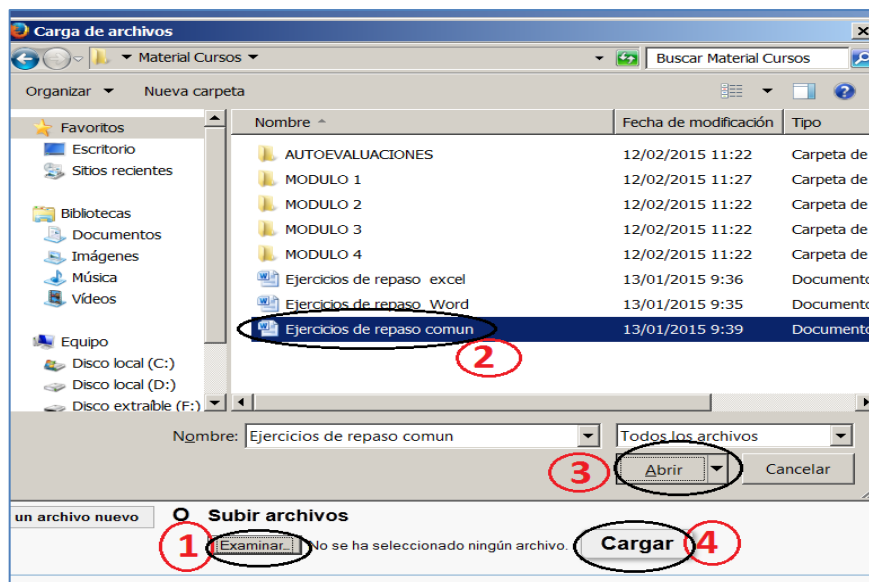 Carga de archivos
Material Cursos
Buscar Material Cursos
Organizar Nueva carpeta
Favoritos
Escritorio
Sitios recientes
Bibliotecas
Documentos
Imágenes
Música
Vídeos
Equipo
Disco local (C:)
Disco local (D:)
Disco extraíble (F:)
Nombre Fecha de modificación Tipo
AUTOEVALUACIONES 12/02/2015 11:22 Carpeta de
MODULO 1 12/02/2015 11:27 Carpeta de
MODULO 2 12/02/2015 11:22 Carpeta de
MODULO 3 12/02/2015 11:22 Carpeta de
MODULO 4 12/02/2015 11:22 Carpeta de
Ejercicios de repaso excel 13/01/2015 9:36 Documento
Ejercicios de repaso Word 13/01/2015 9:35 Documento
Ejercicios de repaso comun 13/01/2015 9:39 Documento
2
Nombre: Ejercicios de repaso comun Todos los archivos
3 Abrir Cancelar
un archivo nuevo O Subir archivos
1 Examinar... No se ha seleccionado ningún archivo. Cargar 4